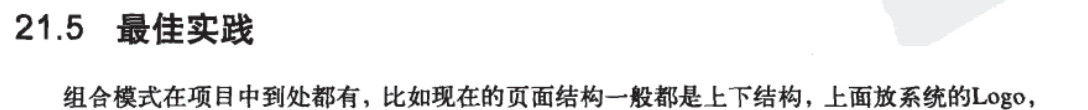 21.5 最佳实践
组合模式在项目中到处都有，比如现在的页面结构一般都是上下结构，上面放系统的Logo，